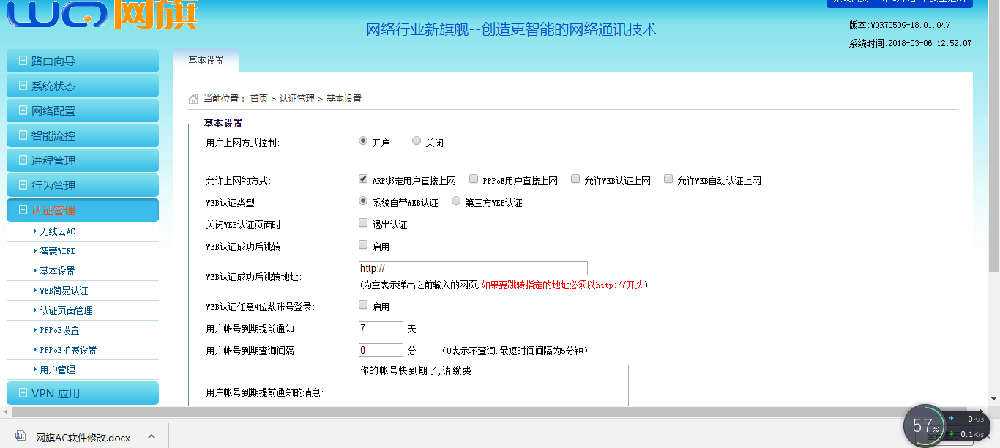 WQ网旗
网络行业新旗舰--创造更智能的网络通讯技术
版本:WQR7050G-18.01.04V
系统时间:2018-03-06 12:52:07
路由向导
系统状态
网络配置
智能流控
进程管理
行为管理
认证管理
无线云AC
智慧WIFI
基本设置
WEB简易认证
认证页面管理
PPPoE设置
PPPoE扩展设置
用户管理
VPN 应用
基本设置
当前位置： 首页 > 认证管理 > 基本设置
基本设置
用户上网方式控制: 开启 关闭
允许上网的方式: ARP绑定用户直接上网 PPPoE用户直接上网 允许WEB认证上网 允许WEB自动认证上网
WEB认证类型 系统自带WEB认证 第三方WEB认证
关闭WEB认证页面时: 退出认证
WEB认证成功后跳转: 启用
WEB认证成功后跳转地址: http://
(为空表示弹出之前输入的网页,如果要跳转指定的地址必须以http://开头)
WEB认证任意4位数账号登录: 启用
用户帐号到期提前通知: 7 天
用户帐号到期查询间隔: 0 分 （0表示不查询,最短时间间隔为5分钟）
用户帐号到期提前通知的消息: 你的帐号快到期了,请缴费!
网旗AC软件修改.docx
57%
0K/s
0.1K/s